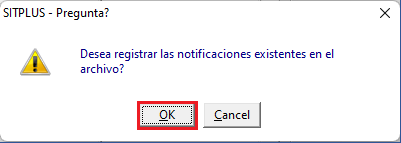 SITPLUS - Pregunta?
Desea registrar las notificaciones existentes en el
archivo?
OK
Cancel